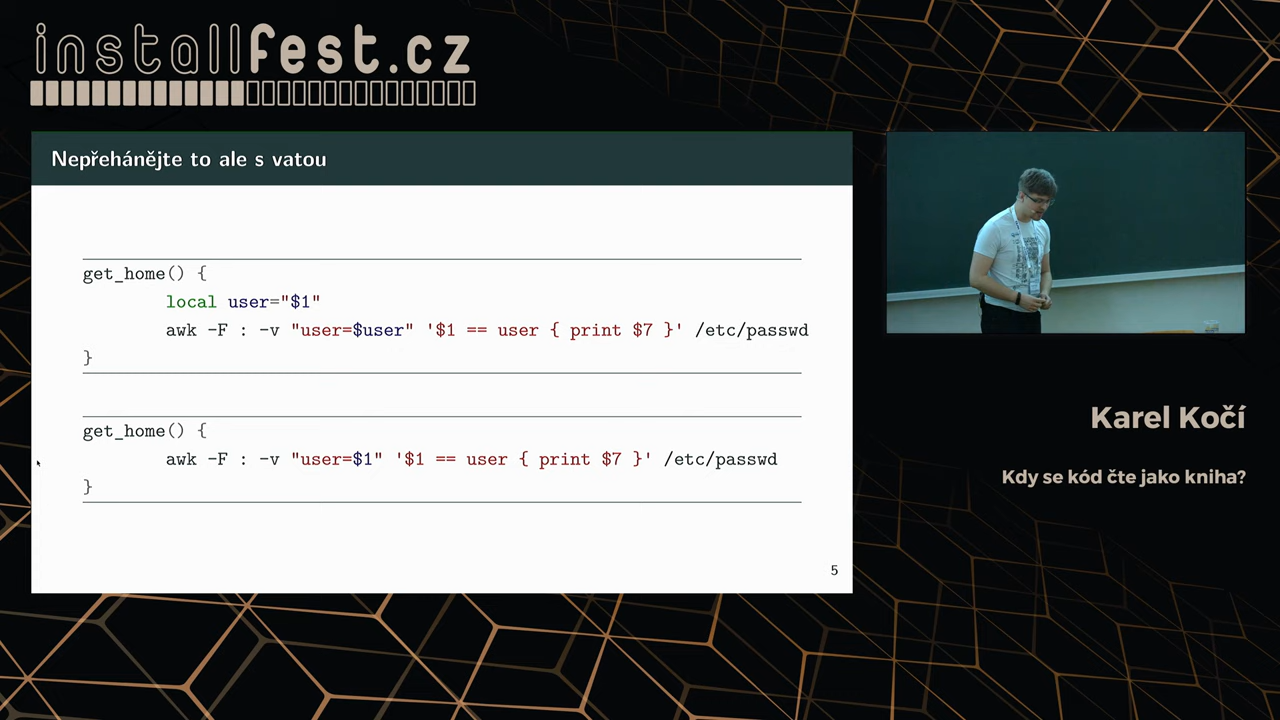 installfest.cz
Nepřehánějte to ale s vatou
get_home() {
local user="$1"
awk -F : -v "user=$user" '$1 == user { print $7 }' /etc/passwd
}
get_home() {
awk -F : -v "user=$1" '$1 == user { print $7 }' /etc/passwd
}
5
Karel Kočí
Kdy se kód čte jako kniha?